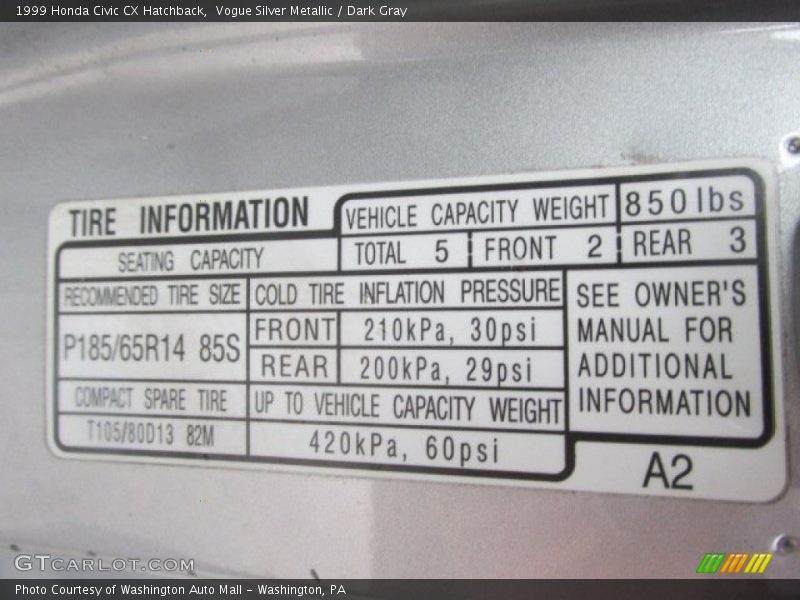 1999 Honda Civic CX Hatchback,  Vogue Silver Metallic / Dark Gray
TIRE INFORMATION
VEHICLE CAPACITY WEIGHT 850lbs
SEATING CAPACITY TOTAL 5 FRONT 2 REAR 3
RECOMMENDED TIRE SIZE COLD TIRE INFLATION PRESSURE
P185/65R14 85S
FRONT 210kPa, 30psi
REAR 200kPa, 29psi
COMPACT SPARE TIRE UP TO VEHICLE CAPACITY WEIGHT
T105/80D13 82M 420kPa, 60psi
SEE OWNER'S
MANUAL FOR
ADDITIONAL
INFORMATION
A2
GTCARLOT.COM
Photo Courtesy of Washington Auto Mall - Washington, PA